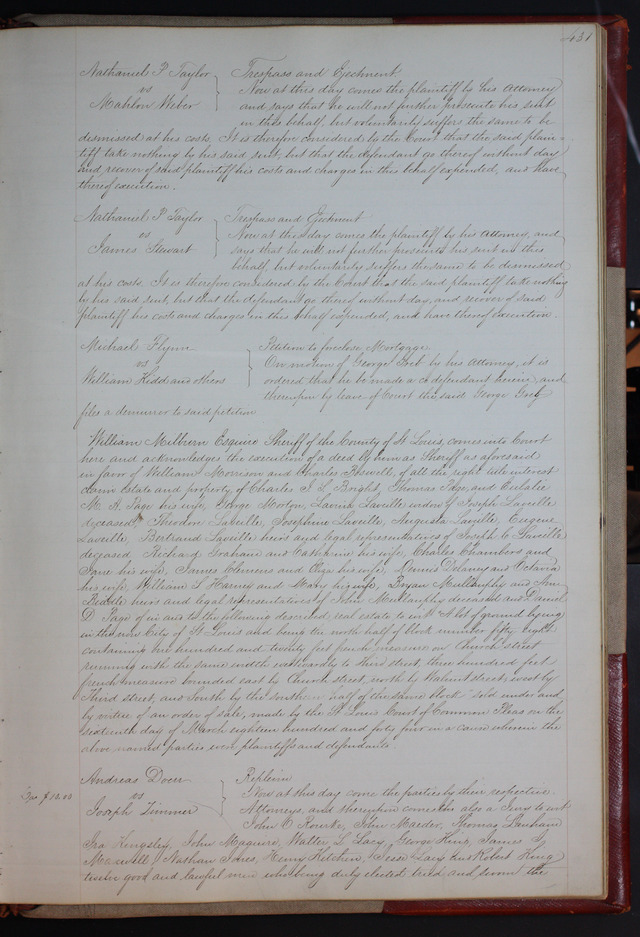 431
Nathaniel P Taylor } Trespass and Ejectment
vs Now at this day comes the plaintiff by his Attorney
Mahlon Weber and says that he will not further prosecute his suit
in this behalf, but voluntarily suffers the same to be
dismissed at his costs. It is therefore considered by the Court that the said plain-
tiff take nothing by his said suit, but that the defendant go thereof without day
and recover of said plaintiff his costs and charges in this behalf expended, and have
thereof execution.
Nathaniel P Taylor } Trespass and Ejectment
vs Now at this day comes the plaintiff by his Attorney, and
James Stewart says that he will not further prosecute his suit in this
behalf, but voluntarily suffers the same to be dismissed
at his costs. It is therefore considered by the Court that the said plaintiff take nothing
by his said suit, but that the defendant go thereof without day, and recover of said
plaintiff his costs and charges in this behalf expended, and have thereof execution.
Michael Flynn } Petition to foreclose Mortgage
vs On motion of George by his Attorney, it is
William Kidd and others ordered that he be made a co defendant herein, and
thereupon by leave of Court the said George
files a demurrer to said petition
William Milburn Esquire Sheriff of the County of St Louis, comes into Court
here and acknowledges the execution of a deed by him as Sheriff as aforesaid
in favor of William Morrison and Charles of all the right title interest
claim estate and property of Charles Bright, Thomas Page, and Eulalie
M. A. Page his wife, George Morton, Laville widow of Joseph Laville
deceased, Theodore Laville, Josephine Laville, Augusta Laville, Eugene
Laville, Bertrand Laville heirs and legal representatives of Joseph C Laville
deceased Richard Graham and Catharine his wife, Charles Chambers and
Jane his wife, James Clemens and Eliza his wife, Dennis Delaney and Octavia
his wife, William S Harney and Mary his wife, Bryan Mullanphy and Ann
Biddle heirs and legal representatives of John Mullanphy deceased and Daniel
D. Page of in and to the following described real estate to wit A lot of ground lying
in the now City of St Louis and being the north half of block number fifty eight
containing one hundred and twenty feet french measure on Church street
running with the same width westwardly to Third street three hundred feet
french measure bounded east by Church street, north by Walnut street, west by
Third street, and South by the southern half of the same block sold under and
by virtue of an order of sale, made by the St Louis Court of Common Pleas on the
sixteenth day of March eighteen hundred and forty four in a cause wherein the
above named parties were plaintiffs and defendants.
Andreas } Replevin
vs Now at this day come the parties by their respective
Joseph Zimmer Attorneys, and thereupon comes here also a Jury to wit
John O Rourke, John Maeder, Thomas Lanham
Ira Kingsley, John Maguire, Walter L Lacy, George King, James
Nathan Henry Ketchen, Jesse Lacy and Robert King
twelve good and lawful men who being duly elected tried and sworn the